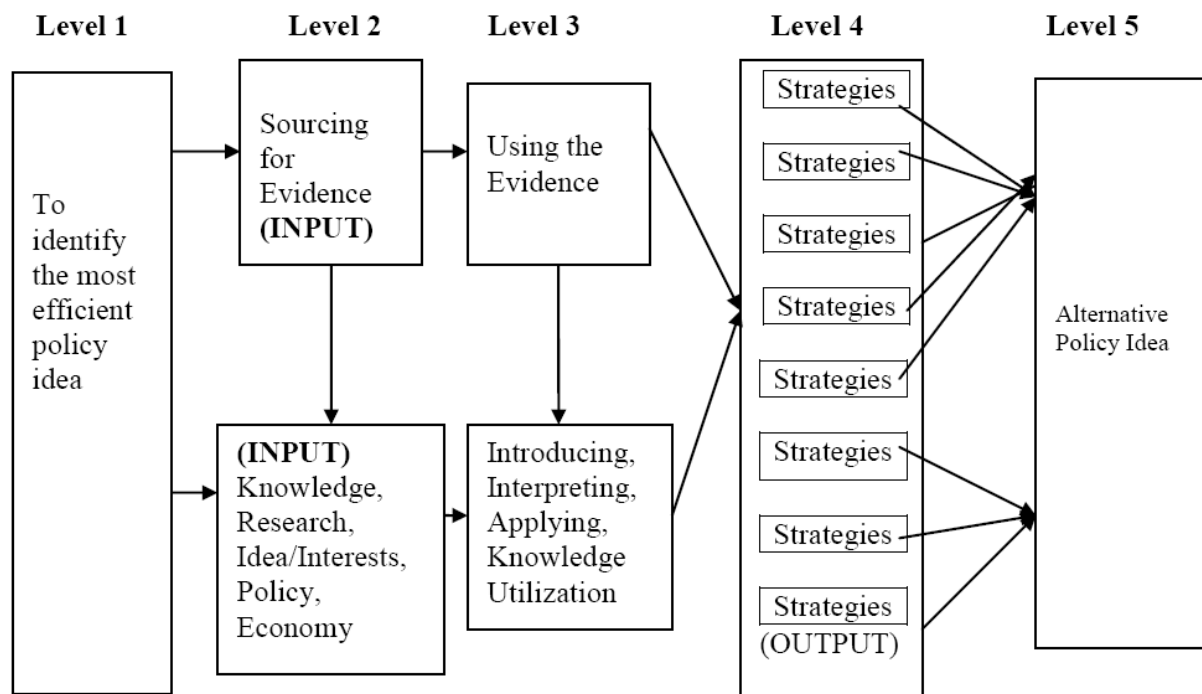 Level 1
Level 2
Level 3
Level 4
Level 5
To
identify
the most
efficient
policy
idea
Sourcing
for
Evidence
(INPUT)
(INPUT)
Knowledge,
Research,
Idea/Interests,
Policy,
Economy
Using the
Evidence
Introducing,
Interpreting,
Applying,
Knowledge
Utilization
Strategies
Strategies
Strategies
Strategies
Strategies
Strategies
Strategies
Strategies
(OUTPUT)
Alternative
Policy Idea